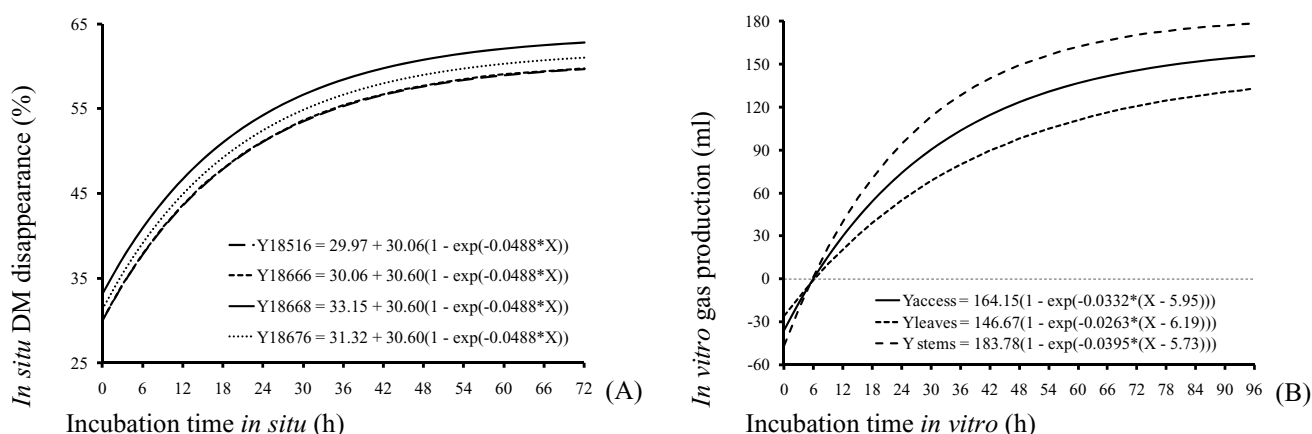 In situ DM disappearance (%)
65
55
45
35
25
Y18516 = 29.97 + 30.06(1 - exp(-0.0488*X))
Y18666 = 30.06 + 30.60(1 - exp(-0.0488*X))
Y18668 = 33.15 + 30.60(1 - exp(-0.0488*X))
Y18676 = 31.32 + 30.60(1 - exp(-0.0488*X))
0 6 12 18 24 30 36 42 48 54 60 66 72
(A)
Incubation time in situ (h)
In vitro gas production (ml)
180
150
120
90
60
30
0
-30
-60
Yaccess = 164.15(1 - exp(-0.0332*(X - 5.95)))
Yleaves = 146.67(1 - exp(-0.0263*(X - 6.19)))
Y stems = 183.78(1 - exp(-0.0395*(X - 5.73)))
0 6 12 18 24 30 36 42 48 54 60 66 72 78 84 90 96
(B)
Incubation time in vitro (h)